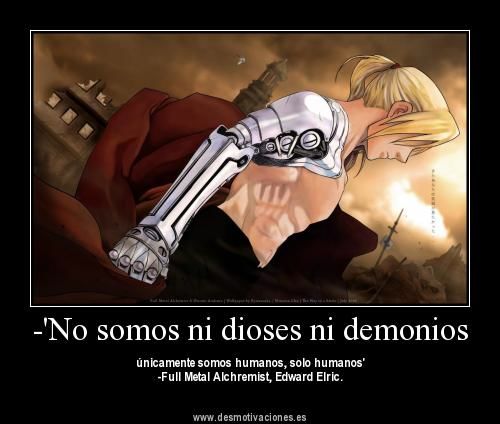 -'No somos ni dioses ni demonios
únicamente somos humanos, solo humanos'
-Full Metal Alchremist, Edward Elric.
www.desmotivaciones.es